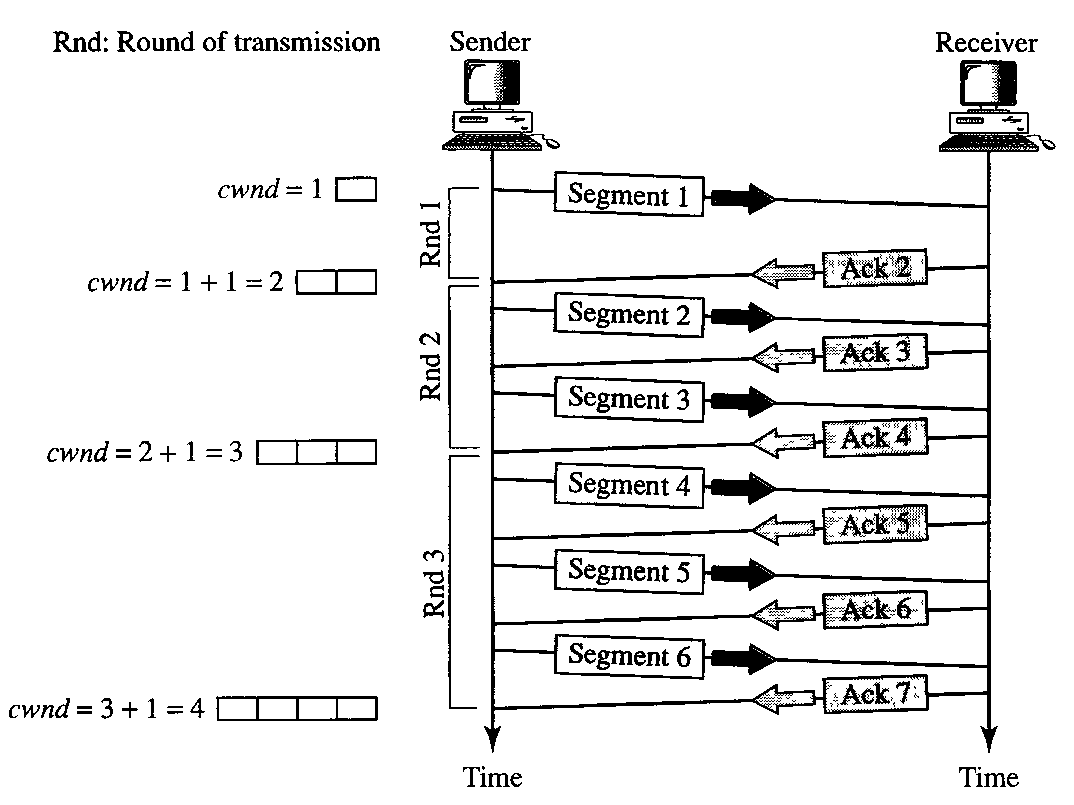 Rnd: Round of transmission
Sender
Receiver
cwnd = 1
Rnd 1
Segment 1
Ack 2
cwnd = 1 + 1 = 2
Rnd 2
Segment 2
Ack 3
Segment 3
Ack 4
cwnd = 2 + 1 = 3
Rnd 3
Segment 4
Ack 5
Segment 5
Ack 6
Segment 6
Ack 7
cwnd = 3 + 1 = 4
Time
Time